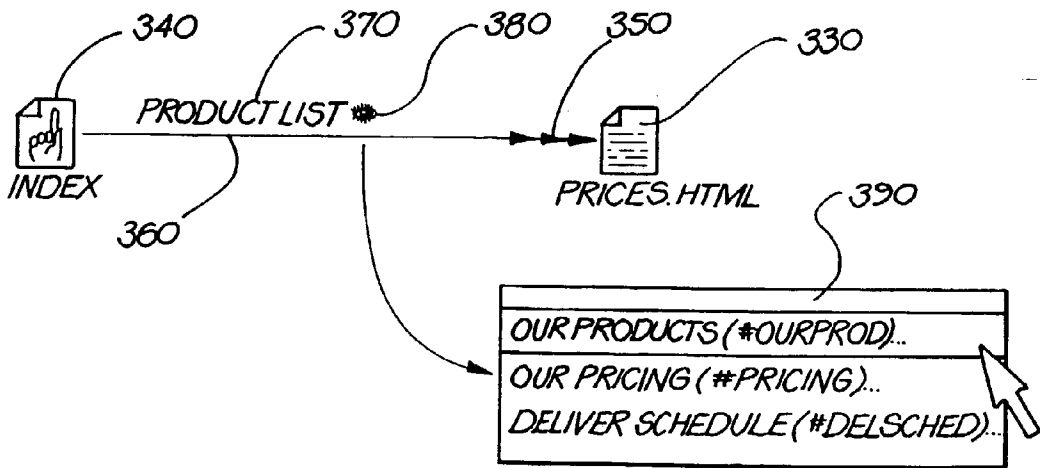 340 370 380 350 330
PRODUCT LIST
INDEX
PRICES.HTML
360
390
OUR PRODUCTS (#OURPROD)...
OUR PRICING (#PRICING)...
DELIVER SCHEDULE (#DELSCHED)...